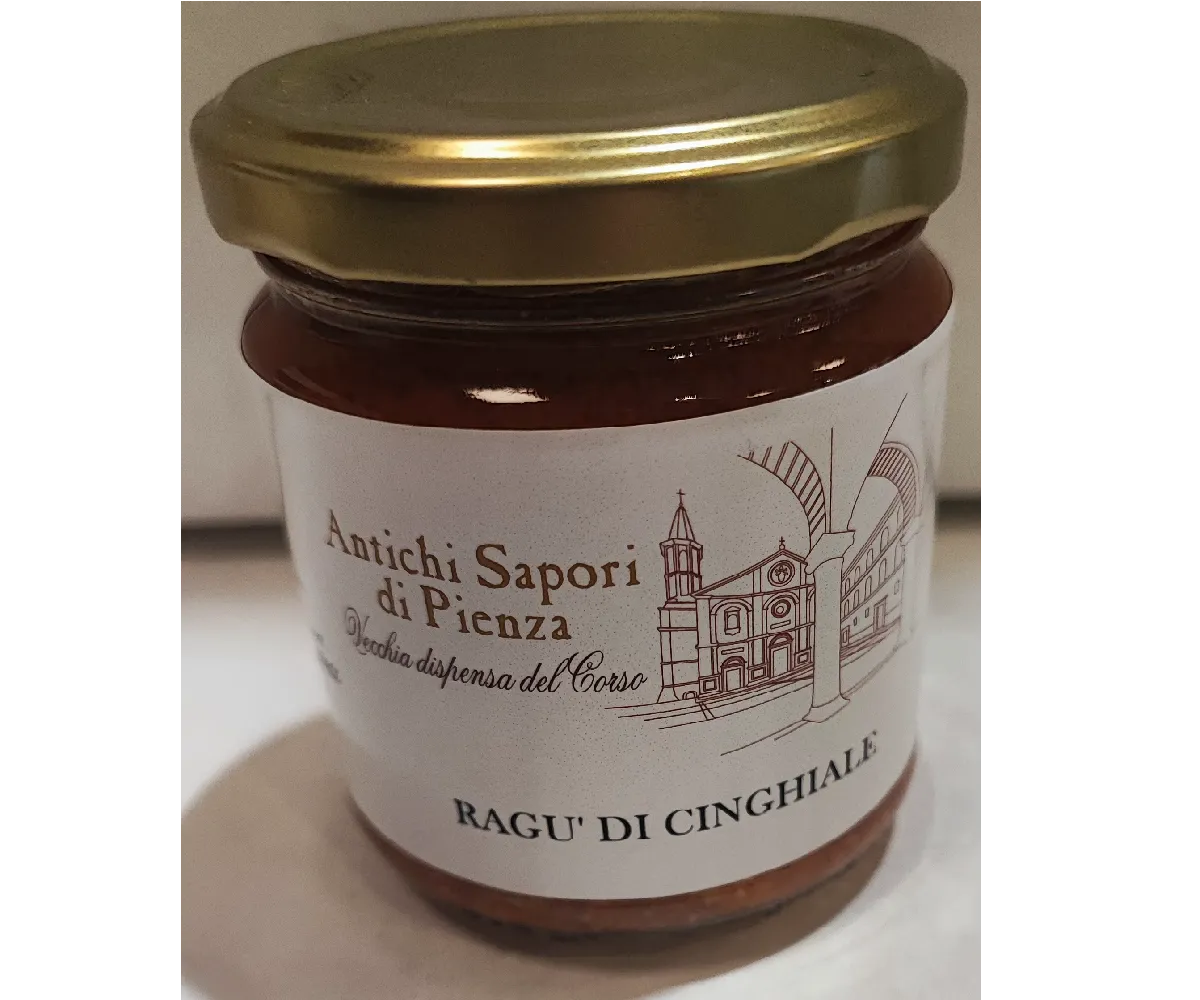 Antichi Sapori
di Pienza
Vecchia dispensa del Corso
RAGU' DI CINGHIALE